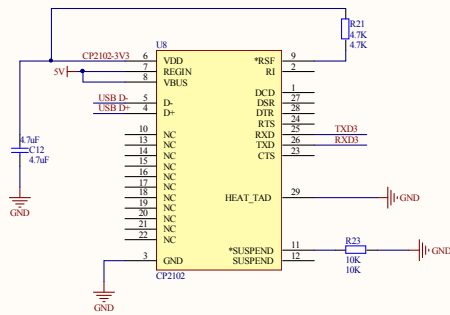 U8
R21
4.7K
4.7K
CP2102-3V3 6 VDD *RSF 9
5V 7 REGIN RI 2
8 VBUS
DCD 1
USB D- 5 D- DSR 27
USB D+ 4 D+ DTR 28
RTS 24
10 NC RXD 25 TXD3
13 NC TXD 26 RXD3
14 NC CTS 23
4.7uF
C12
4.7uF
15 NC
16 NC
17 NC
18 NC HEAT_TAD 29 GND
19 NC
20 NC
21 NC
22 NC
GND
*SUSPEND 11 R23 GND
3 GND SUSPEND 12 10K
10K
CP2102
GND